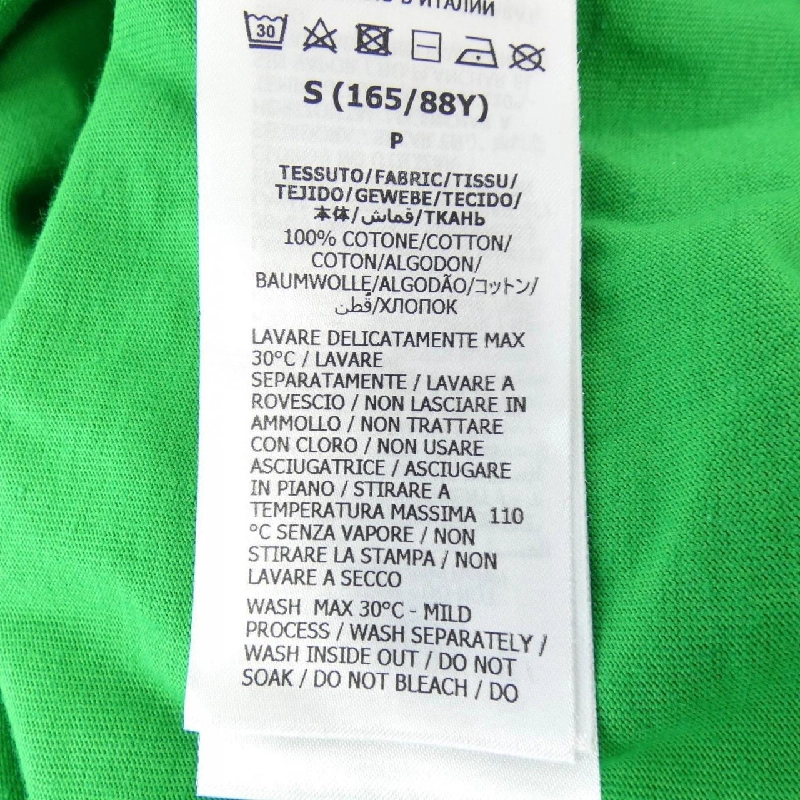 В ИТАЛИИ
30
S (165/88Y)
P
TESSUTO/FABRIC/TISSU/
TEJIDO/GEWEBE/TECIDO/
本体/قماش/ТКАНЬ
100% COTONE/COTTON/
COTON/ALGODON/
BAUMWOLLE/ALGODÃO/コットン/
قطن/ХЛОПОК
LAVARE DELICATAMENTE MAX
30°C / LAVARE
SEPARATAMENTE / LAVARE A
ROVESCIO / NON LASCIARE IN
AMMOLLO / NON TRATTARE
CON CLORO / NON USARE
ASCIUGATRICE / ASCIUGARE
IN PIANO / STIRARE A
TEMPERATURA MASSIMA 110
°C SENZA VAPORE / NON
STIRARE LA STAMPA / NON
LAVARE A SECCO
WASH MAX 30°C - MILD
PROCESS / WASH SEPARATELY /
WASH INSIDE OUT / DO NOT
SOAK / DO NOT BLEACH / DO